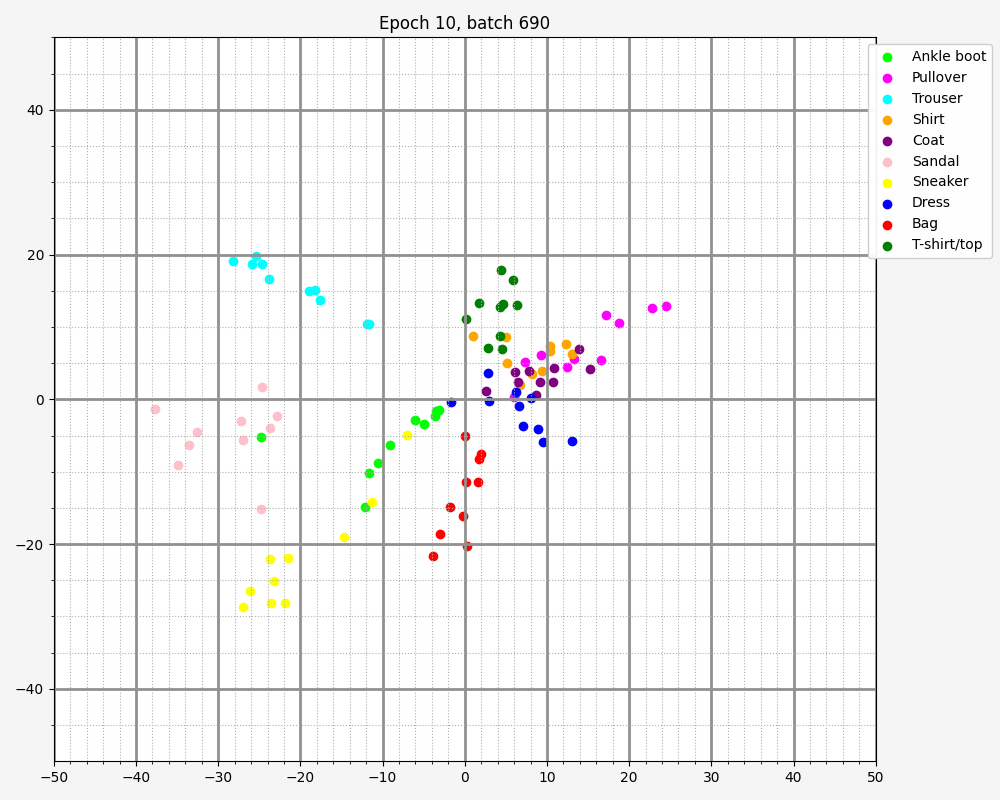 Epoch 10, batch 690
Ankle boot
Pullover
Trouser
Shirt
Coat
Sandal
Sneaker
Dress
Bag
T-shirt/top
40
20
0
−20
−40
−50 −40 −30 −20 −10 0 10 20 30 40 50